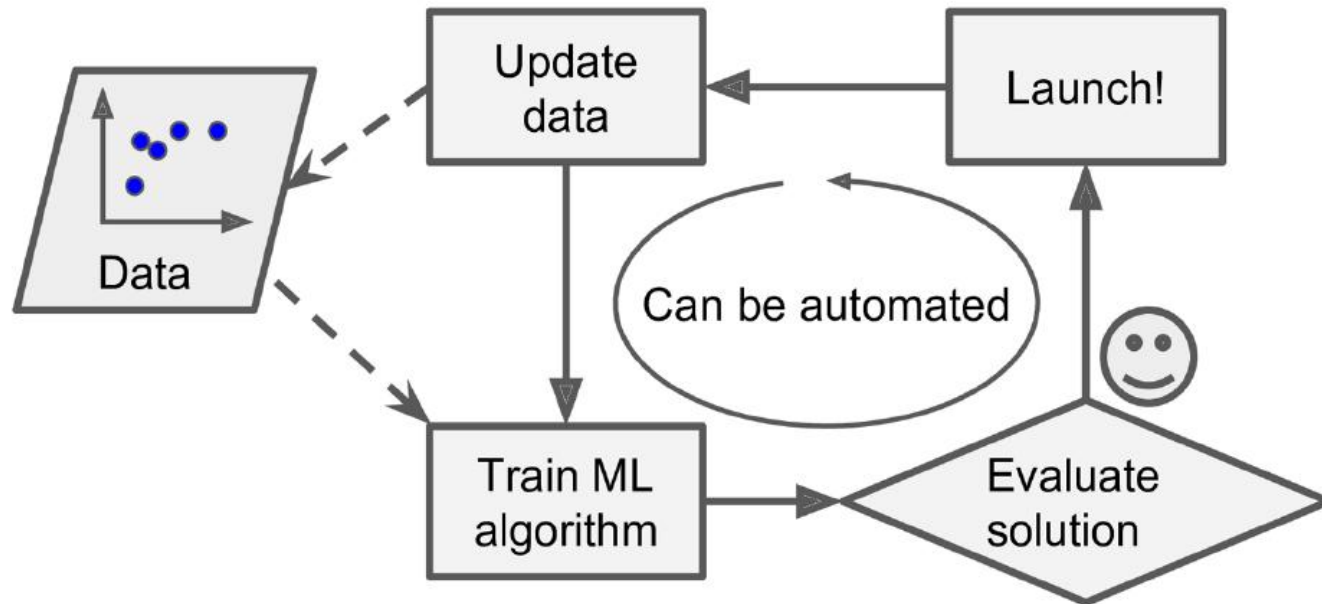 Update
data
Launch!
Data
Can be automated
Train ML
algorithm
Evaluate
solution